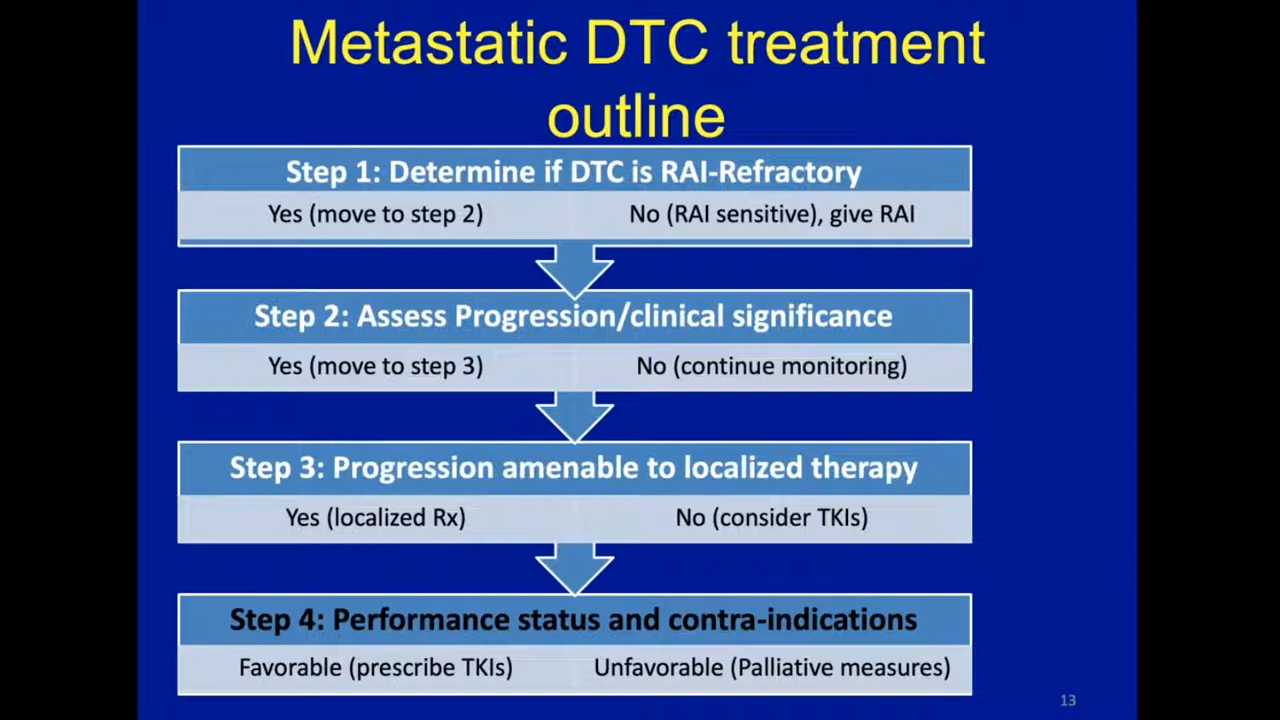 Metastatic DTC treatment
outline
Step 1: Determine if DTC is RAI-Refractory
Yes (move to step 2)
No (RAI sensitive), give RAI
Step 2: Assess Progression/clinical significance
Yes (move to step 3)
No (continue monitoring)
Step 3: Progression amenable to localized therapy
Yes (localized Rx)
No (consider TKIs)
Step 4: Performance status and contra-indications
Favorable (prescribe TKIs)
Unfavorable (Palliative measures)
13